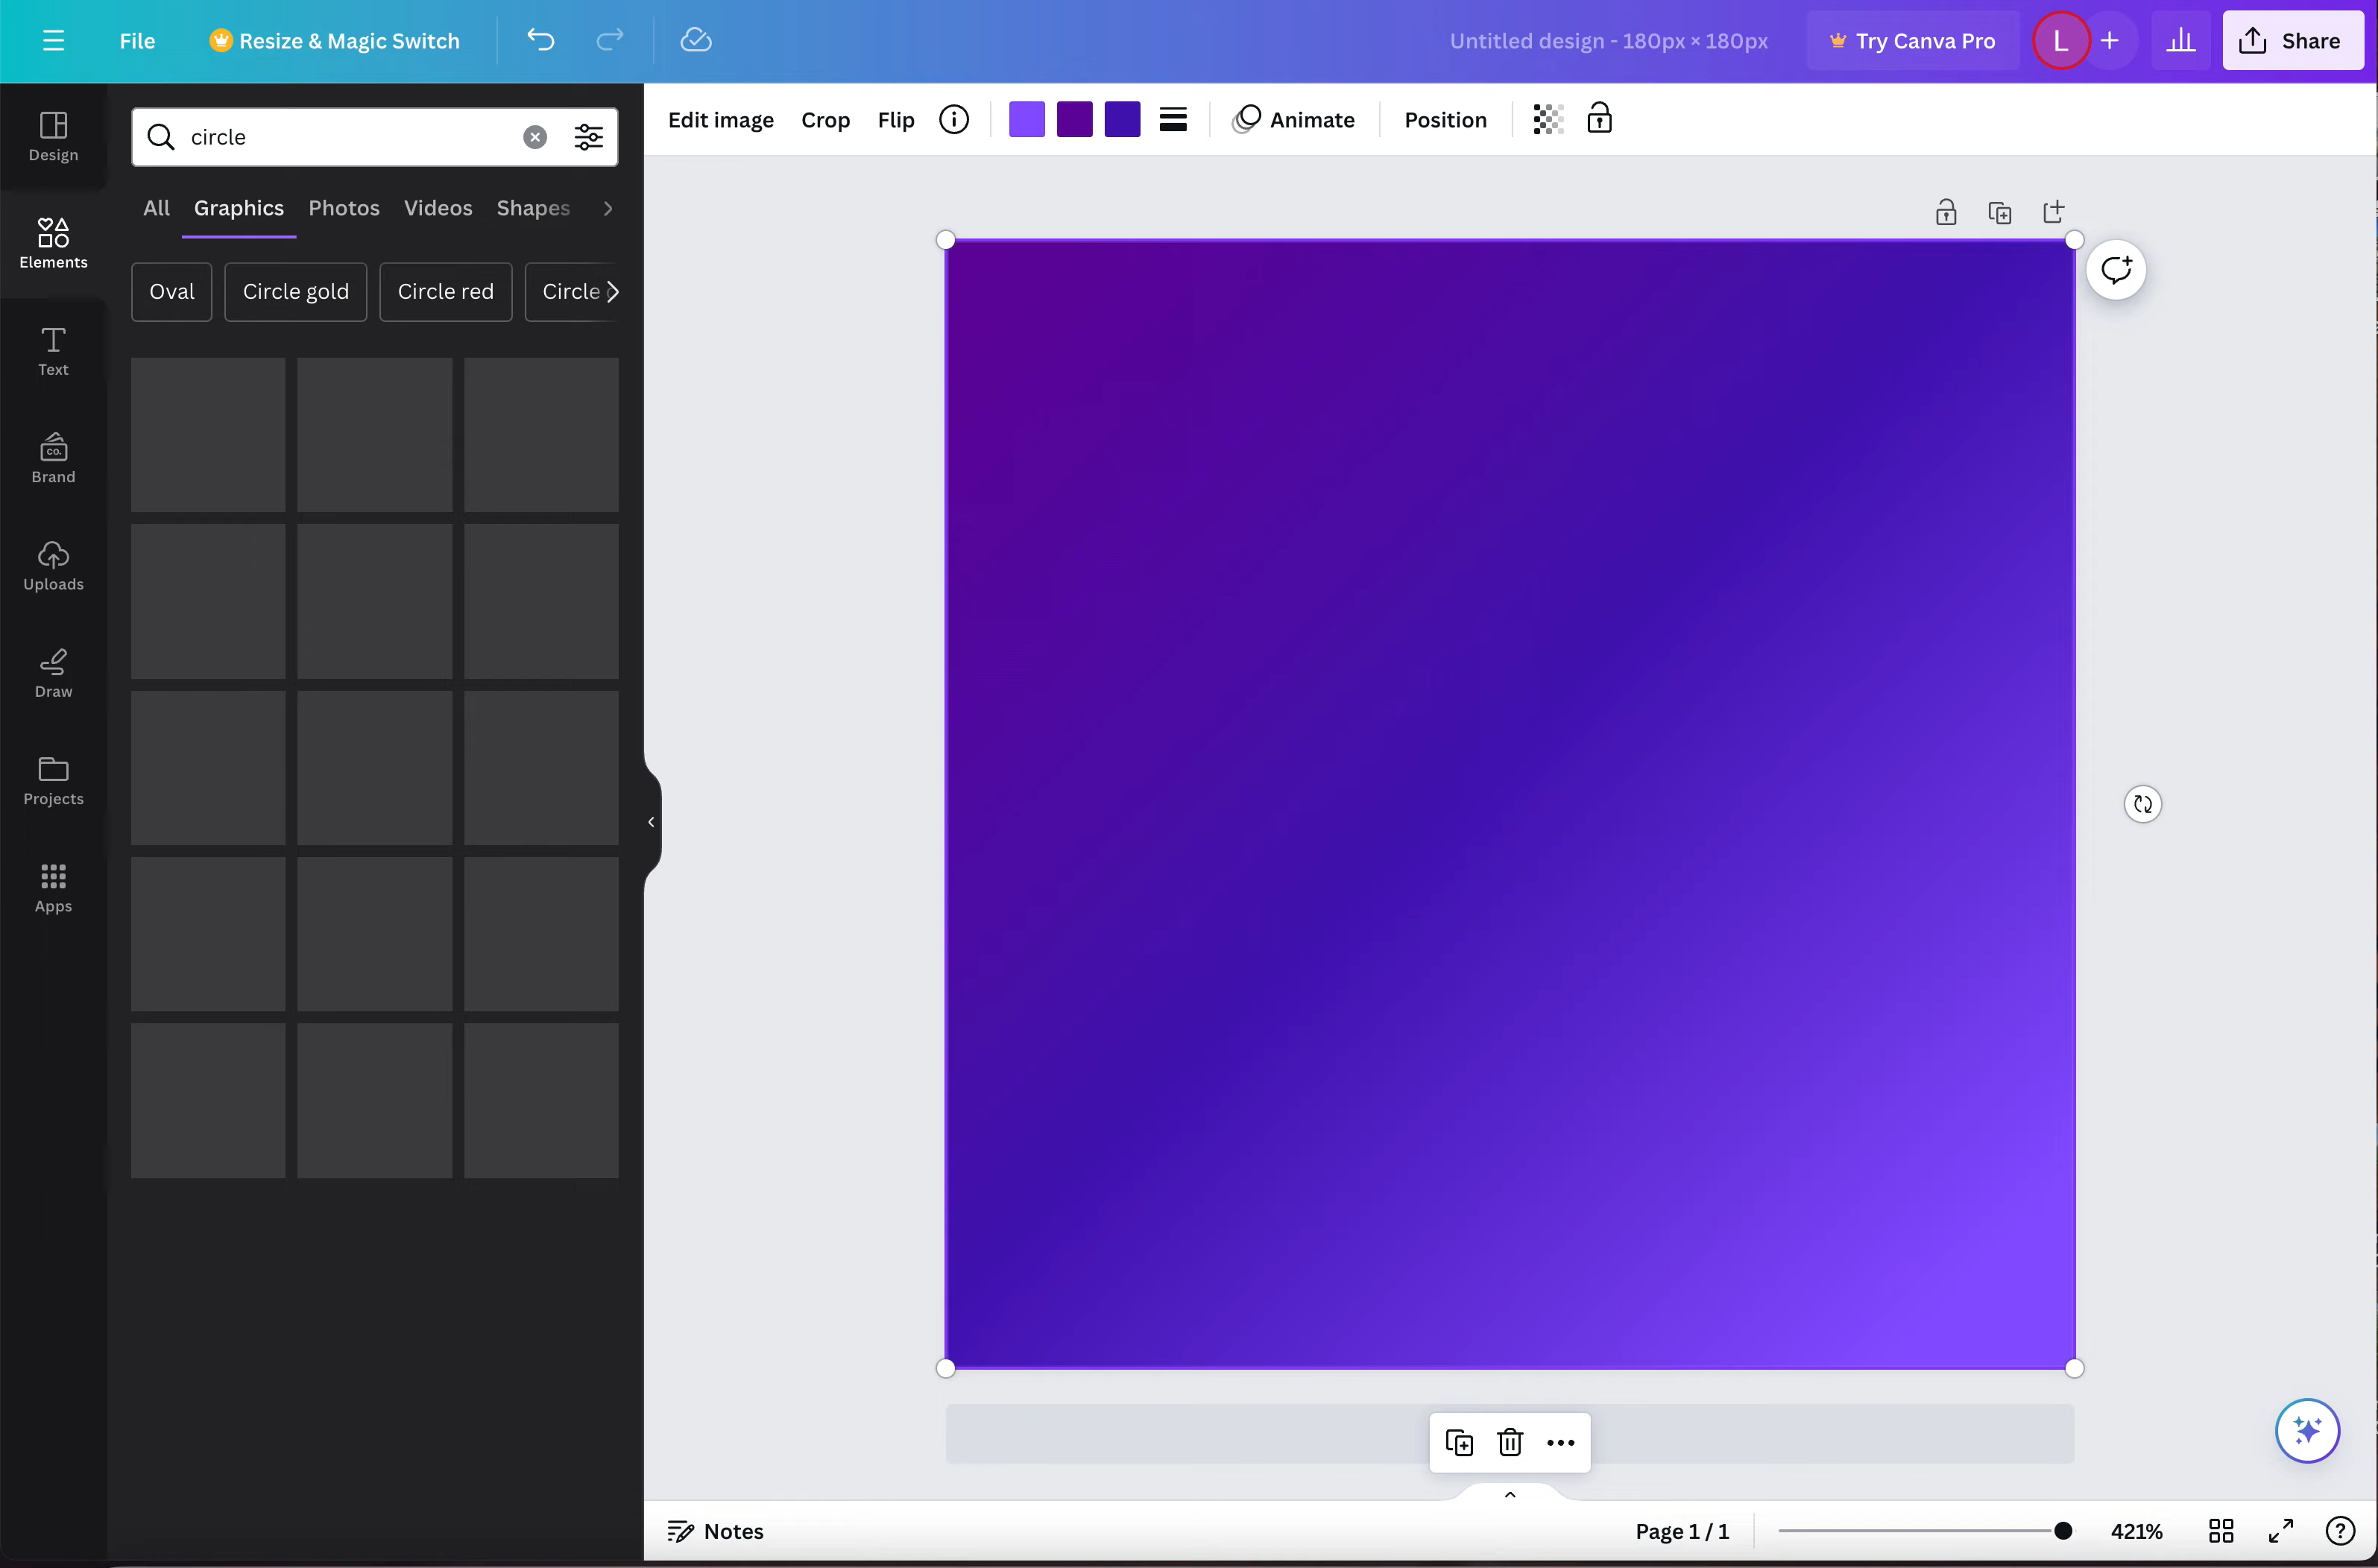 File
Resize & Magic Switch
Untitled design - 180px × 180px
Try Canva Pro
L
Share
Design
Elements
Text
CO.
Brand
Uploads
Draw
Projects
Apps
circle
All Graphics Photos Videos Shapes
Oval Circle gold Circle red Circle
Edit image Crop Flip Animate Position
Notes
Page 1 / 1
421%